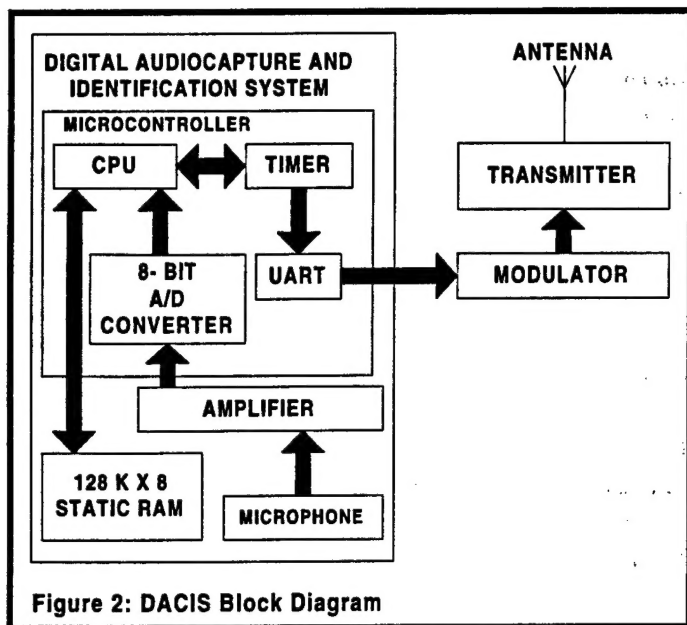 DIGITAL AUDIOCAPTURE AND
IDENTIFICATION SYSTEM
MICROCONTROLLER
CPU
TIMER
8- BIT
A/D
CONVERTER
UART
AMPLIFIER
128 K X 8
STATIC RAM
MICROPHONE
ANTENNA
TRANSMITTER
MODULATOR
Figure 2: DACIS Block Diagram